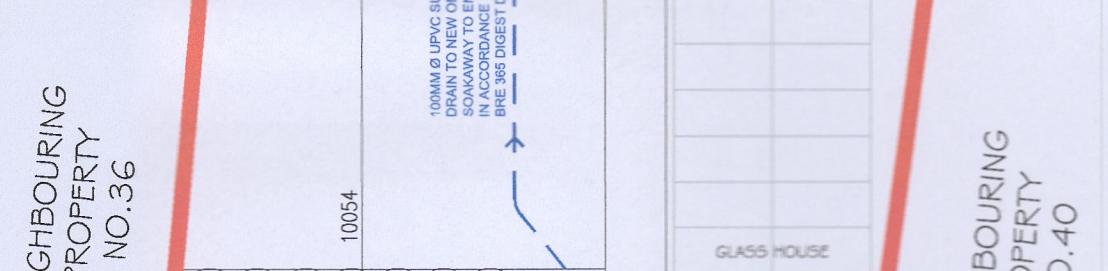 GHBOURING
PROPERTY
NO.36
10054
100MM Ø UPVC SU
DRAIN TO NEW O
SOAKAWAY TO E
IN ACCORDANCE
BRE 365 DIGEST D
GLASS HOUSE
BOURING
PERTY
O.40